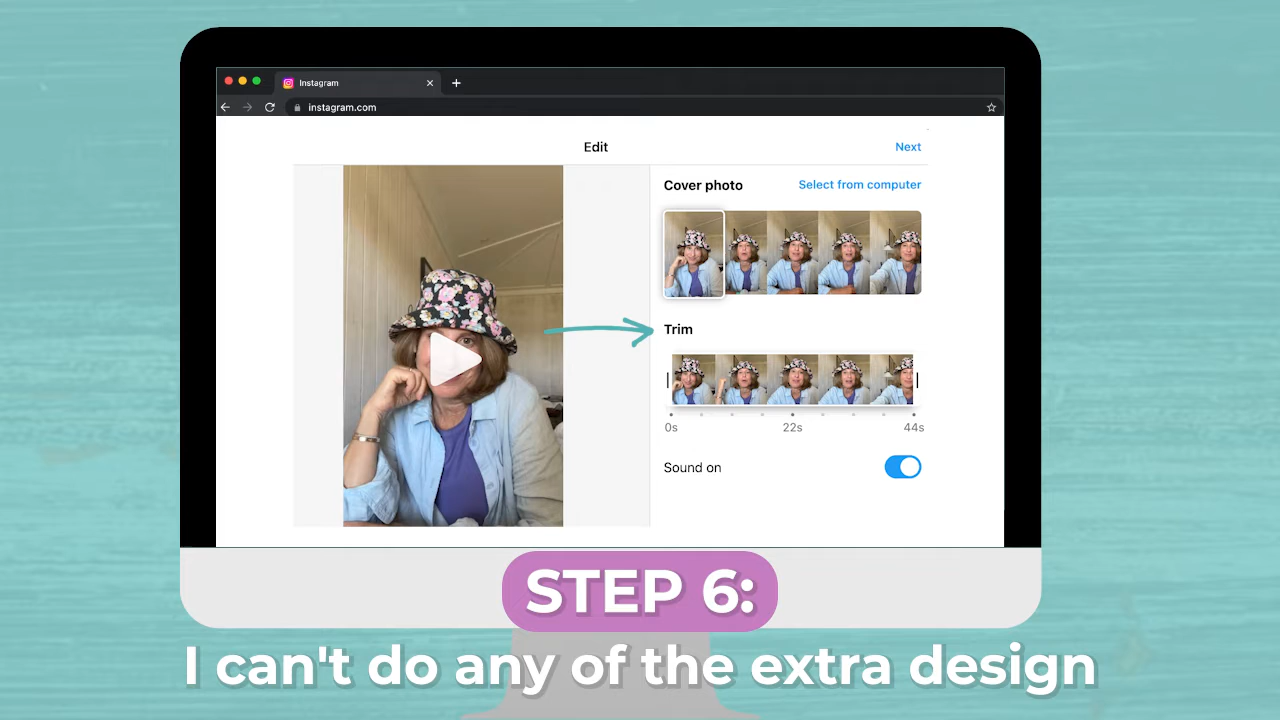 Instagram
instagram.com
Edit
Next
Cover photo
Select from computer
Trim
0s
22s
44s
Sound on
STEP 6:
I can't do any of the extra design